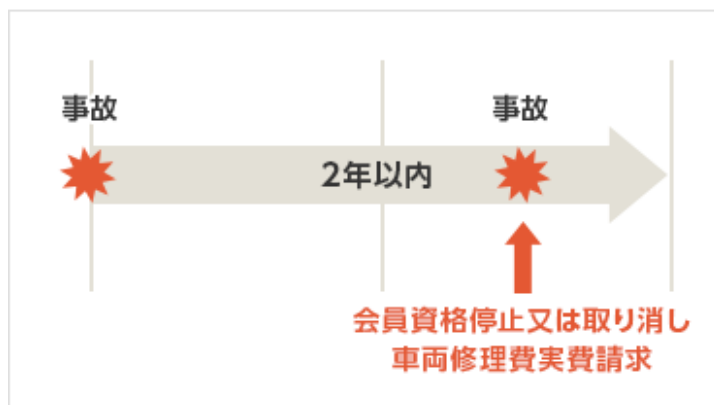 事故
事故
2年以内
会員資格停止又は取り消し
車両修理費実費請求